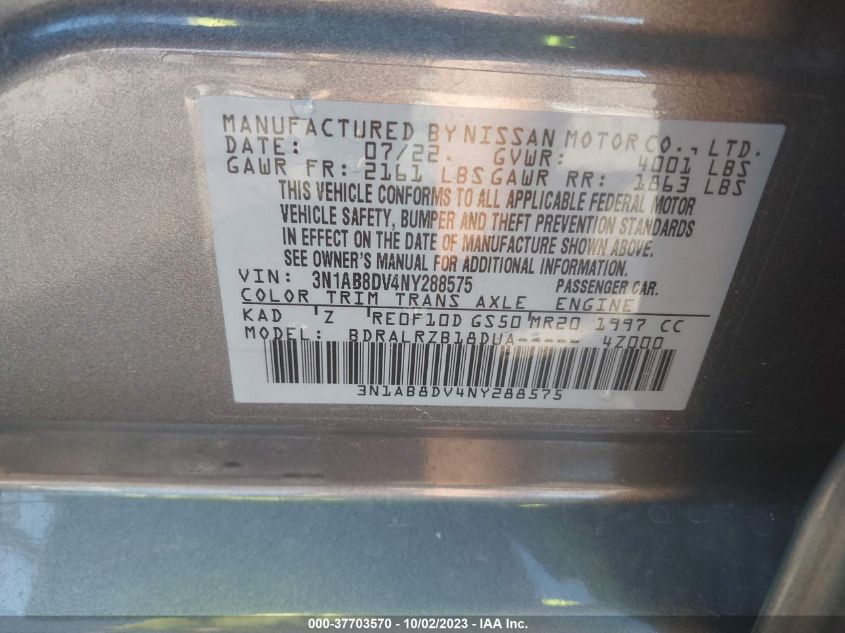 MANUFACTURED BY NISSAN MOTOR CO., LTD.
DATE: 07/22. GVWR: 4001 LBS
GAWR FR: 2161 LBS GAWR RR: 1863 LBS
THIS VEHICLE CONFORMS TO ALL APPLICABLE FEDERAL MOTOR
VEHICLE SAFETY, BUMPER AND THEFT PREVENTION STANDARDS
IN EFFECT ON THE DATE OF MANUFACTURE SHOWN ABOVE.
SEE OWNER'S MANUAL FOR ADDITIONAL INFORMATION.
VIN: 3N1AB8DV4NY288575 PASSENGER CAR.
COLOR TRIM TRANS AXLE ENGINE
KAD Z RE0F10D GS50 MR20 1997 CC
MODEL: BDRALRZB18DUA----- 4Z000
3N1AB8DV4NY288575
000-37703570 - 10/02/2023 - IAA Inc.